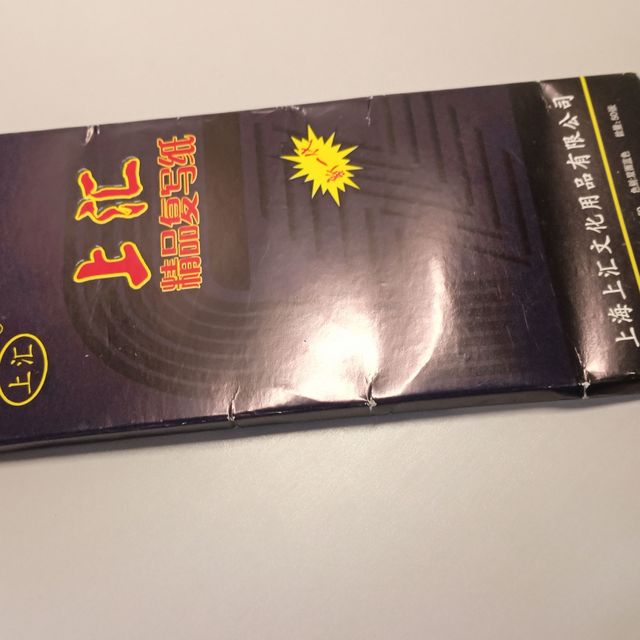 上汇
上汇
精品复写纸
上海上汇文化用品有限公司